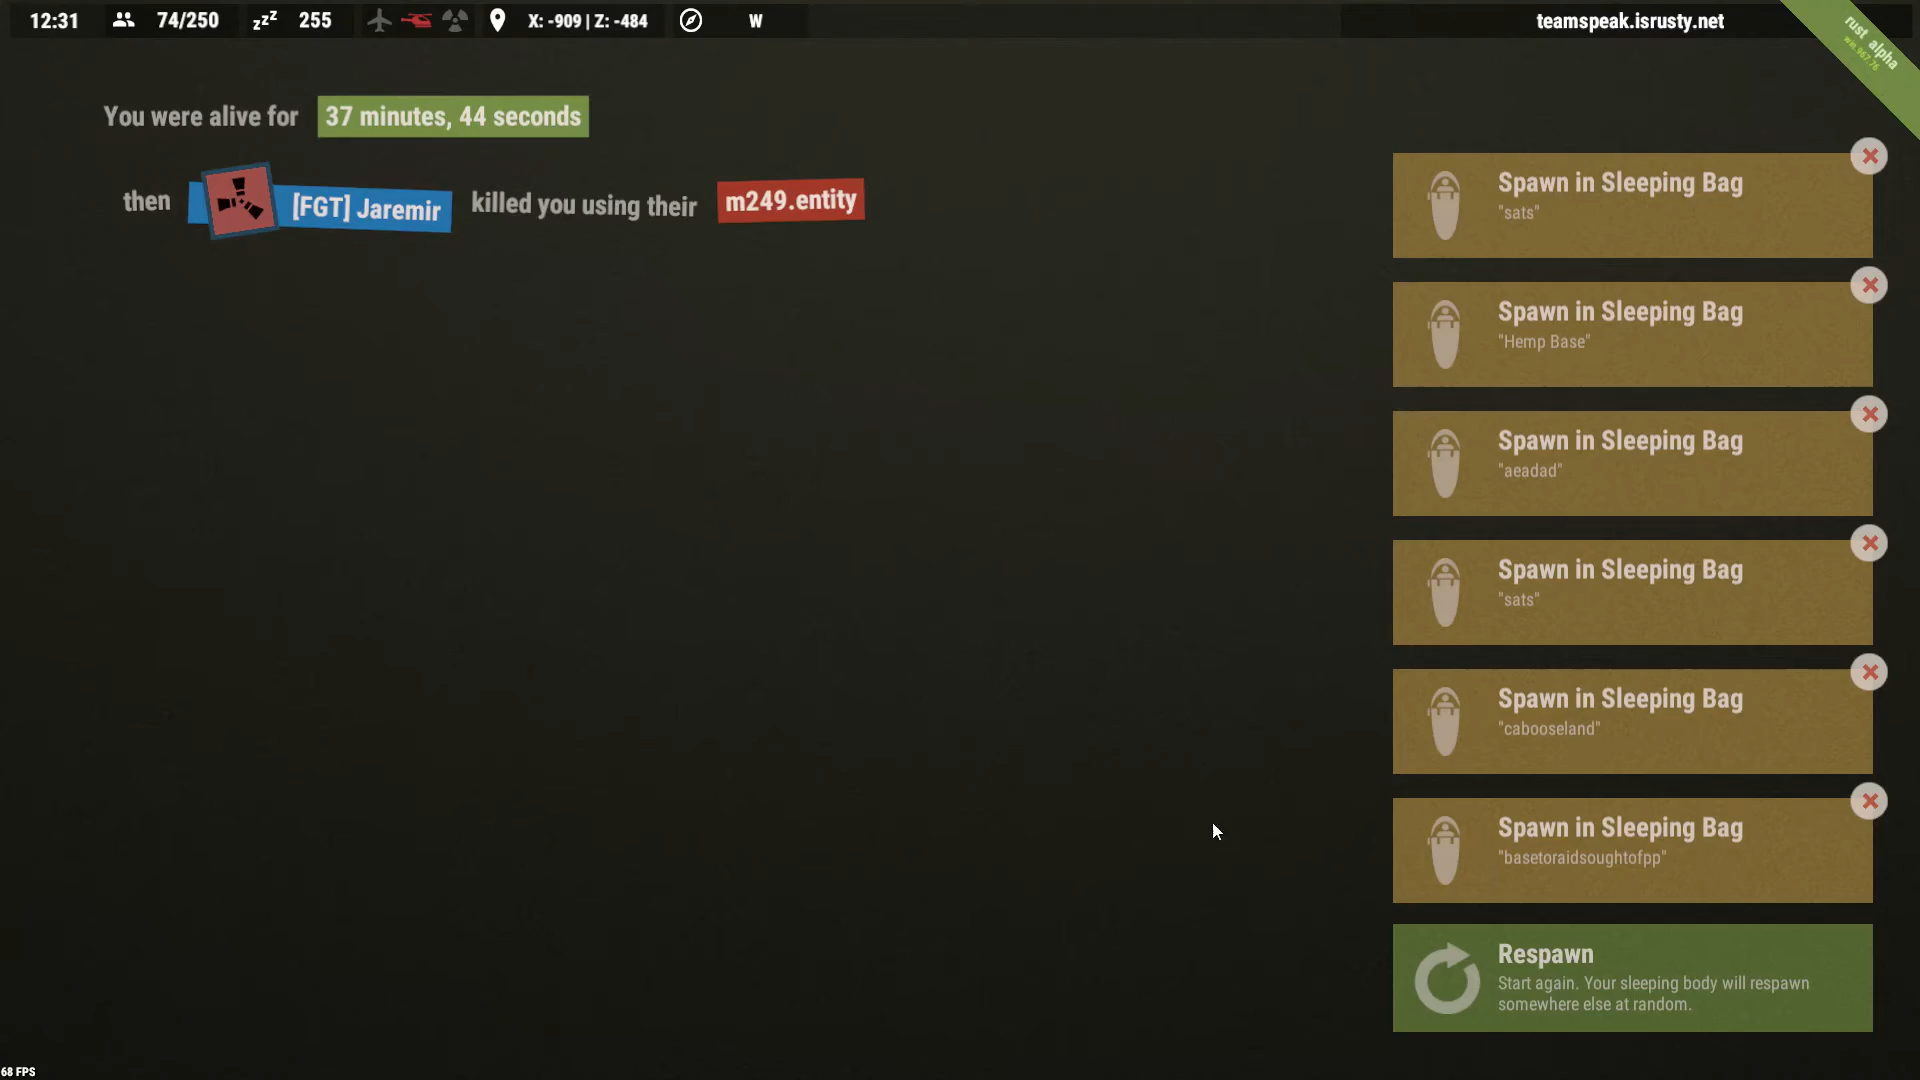 12:31 74/250 zzz 255 X: -909 | Z: -484 W teamspeak.isrusty.net
rust alpha
You were alive for 37 minutes, 44 seconds
then [FGT] Jaremir killed you using their m249.entity
Spawn in Sleeping Bag
"sats"
Spawn in Sleeping Bag
"Hemp Base"
Spawn in Sleeping Bag
"aeadad"
Spawn in Sleeping Bag
"sats"
Spawn in Sleeping Bag
"cabooseland"
Spawn in Sleeping Bag
"basetoraidsoughtofpp"
Respawn
Start again. Your sleeping body will respawn
somewhere else at random.
68 FPS